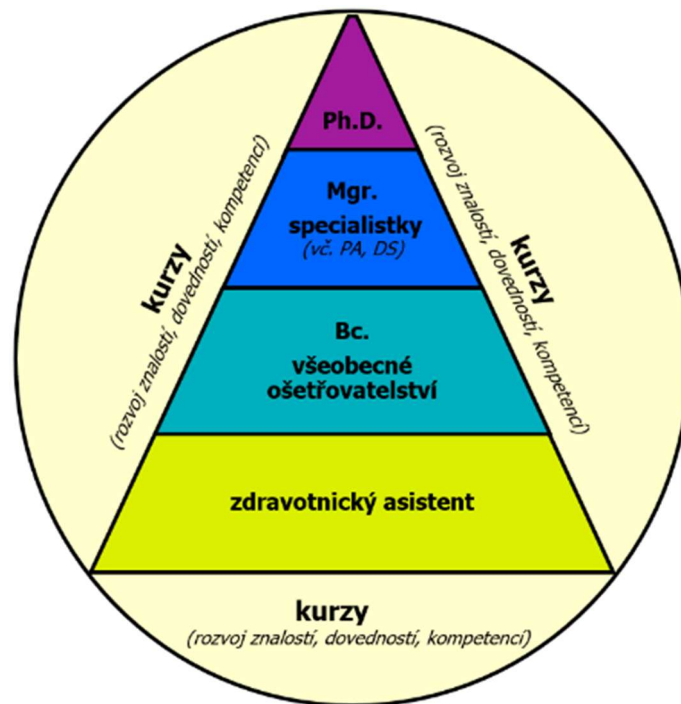 Ph.D.
Mgr.
specialistky
(vč. PA, DS)
Bc.
všeobecné
ošetřovatelství
zdravotnický asistent
kurzy
(rozvoj znalostí, dovedností, kompetencí)
kurzy
(rozvoj znalostí, dovedností, kompetencí)
kurzy
(rozvoj znalostí, dovedností, kompetencí)